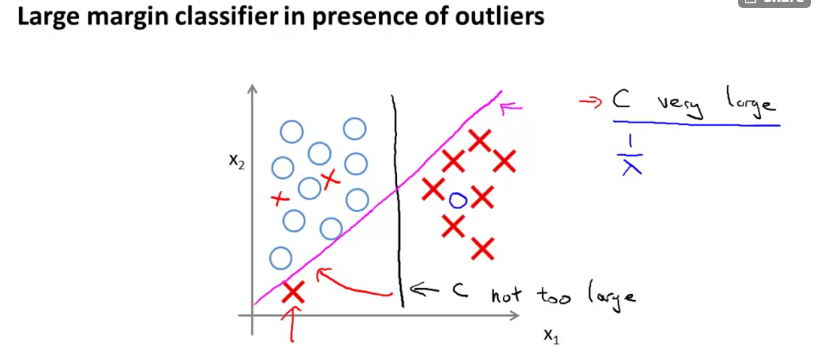 Large margin classifier in presence of outliers
x2
C very large
1
λ
C not too large
x1